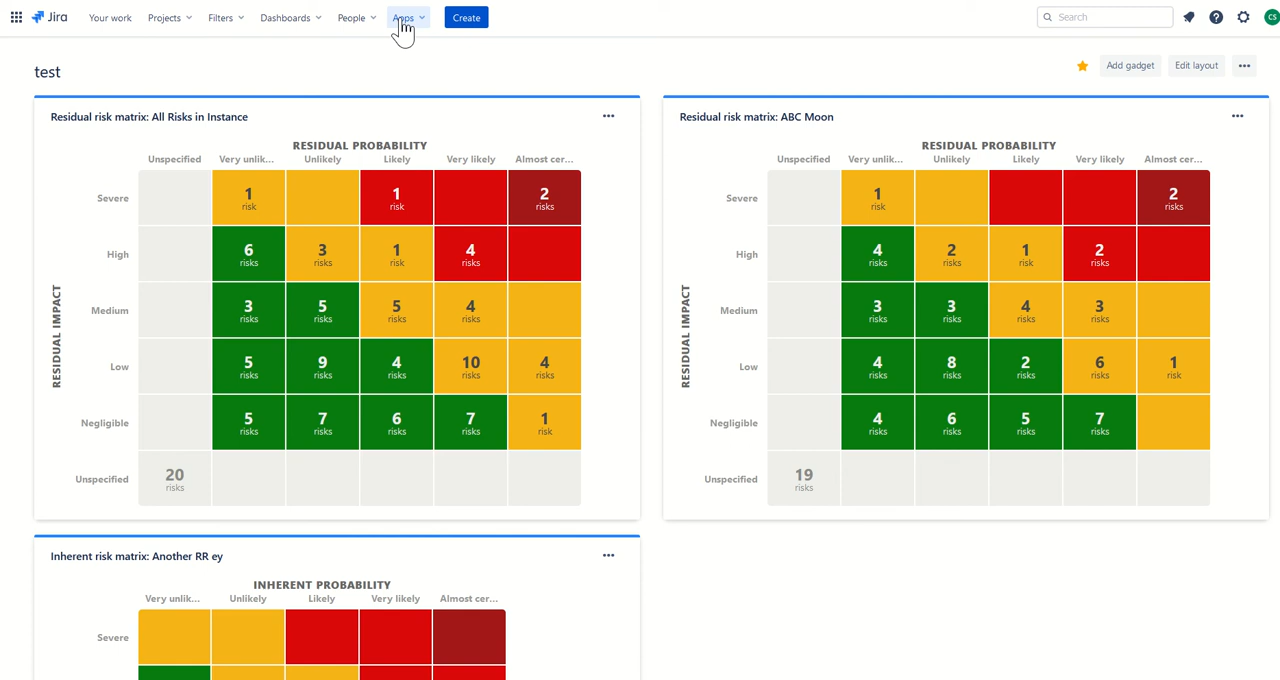 Jira Your work Projects Filters Dashboards People Apps Create Search CS
test Add gadget Edit layout
Residual risk matrix: All Risks in Instance
RESIDUAL PROBABILITY
Unspecified Very unlik... Unlikely Likely Very likely Almost cer...
RESIDUAL IMPACT
Severe 1 risk 1 risk 2 risks
High 6 risks 3 risks 1 risk 4 risks
Medium 3 risks 5 risks 5 risks 4 risks
Low 5 risks 9 risks 4 risks 10 risks 4 risks
Negligible 5 risks 7 risks 6 risks 7 risks 1 risk
Unspecified 20 risks
Residual risk matrix: ABC Moon
RESIDUAL PROBABILITY
Unspecified Very unlik... Unlikely Likely Very likely Almost cer...
RESIDUAL IMPACT
Severe 1 risk 2 risks
High 4 risks 2 risks 1 risk 2 risks
Medium 3 risks 3 risks 4 risks 3 risks
Low 4 risks 8 risks 2 risks 6 risks 1 risk
Negligible 4 risks 6 risks 5 risks 7 risks
Unspecified 19 risks
Inherent risk matrix: Another RR ey
INHERENT PROBABILITY
Very unlik... Unlikely Likely Very likely Almost cer...
Severe